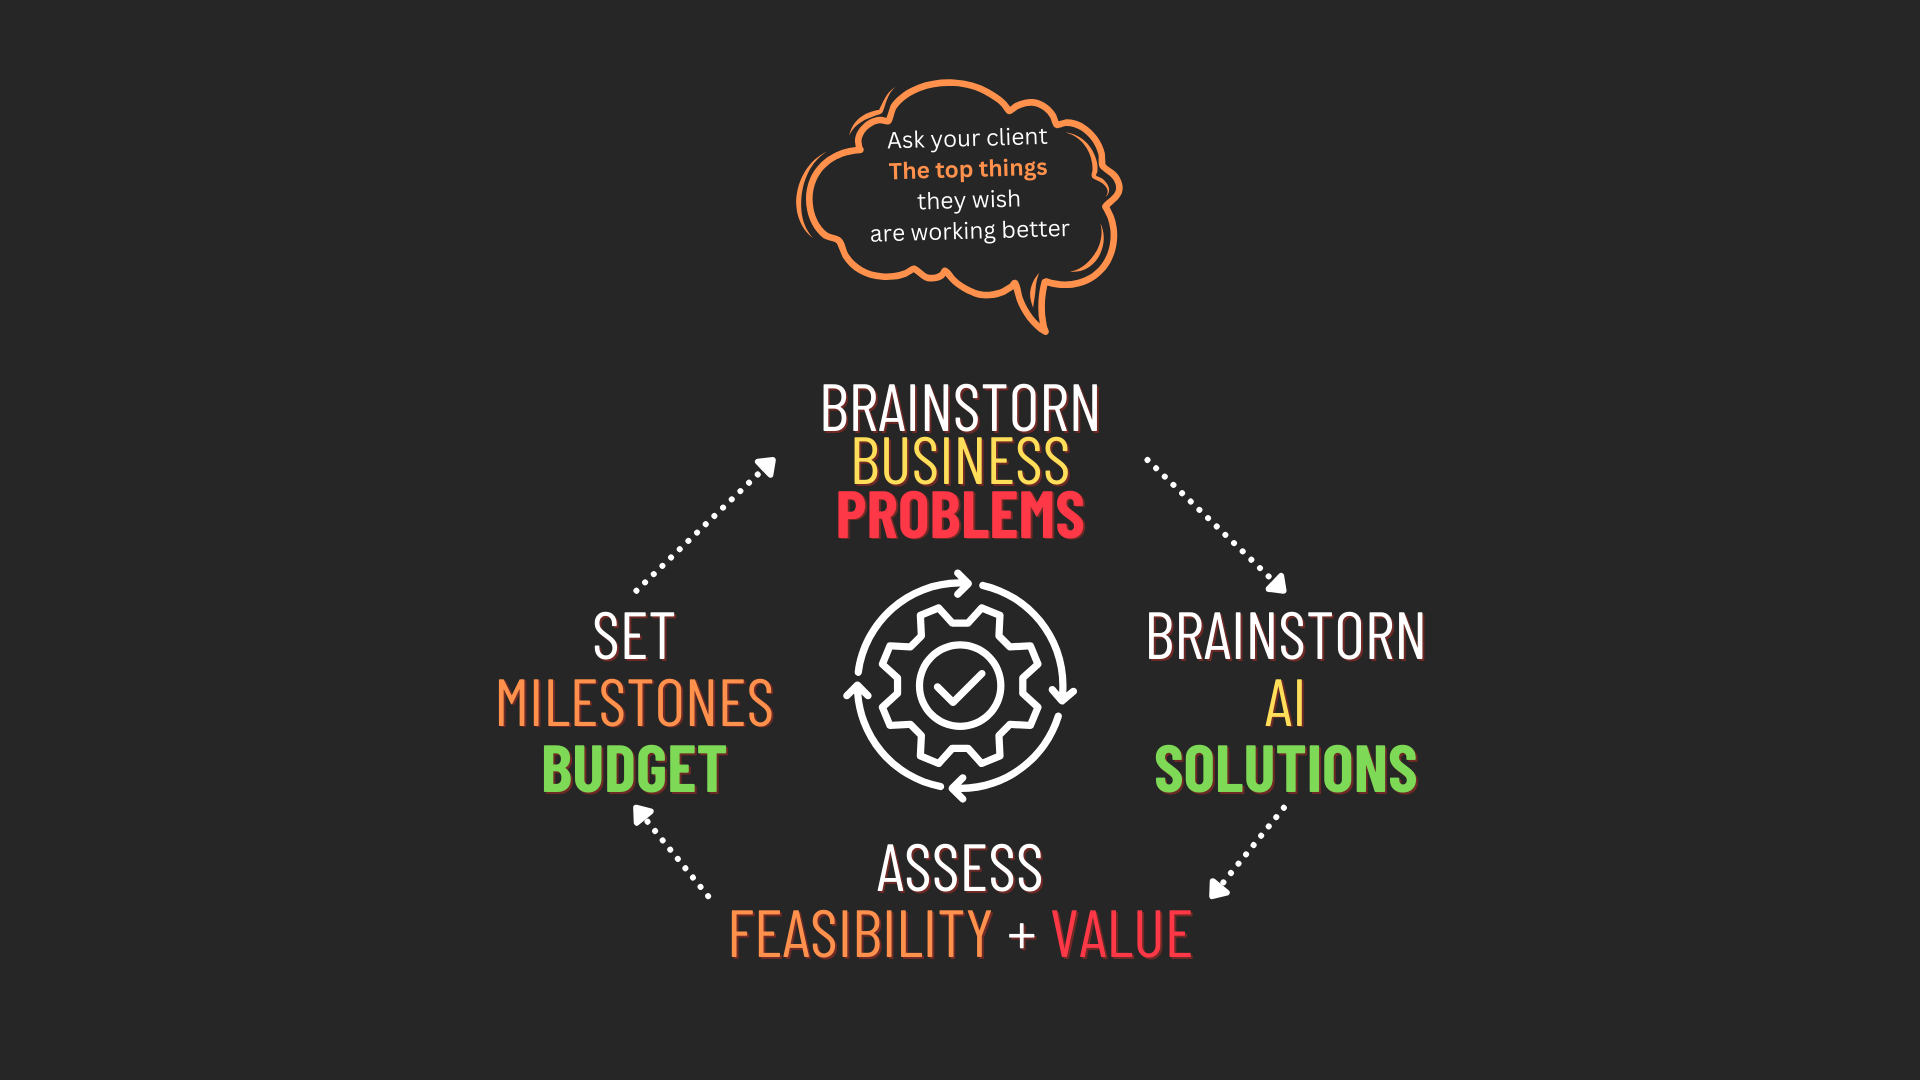 Ask your client
The top things
they wish
are working better
BRAINSTORN
BUSINESS
PROBLEMS
SET
MILESTONES
BUDGET
BRAINSTORN
AI
SOLUTIONS
ASSESS
FEASIBILITY + VALUE